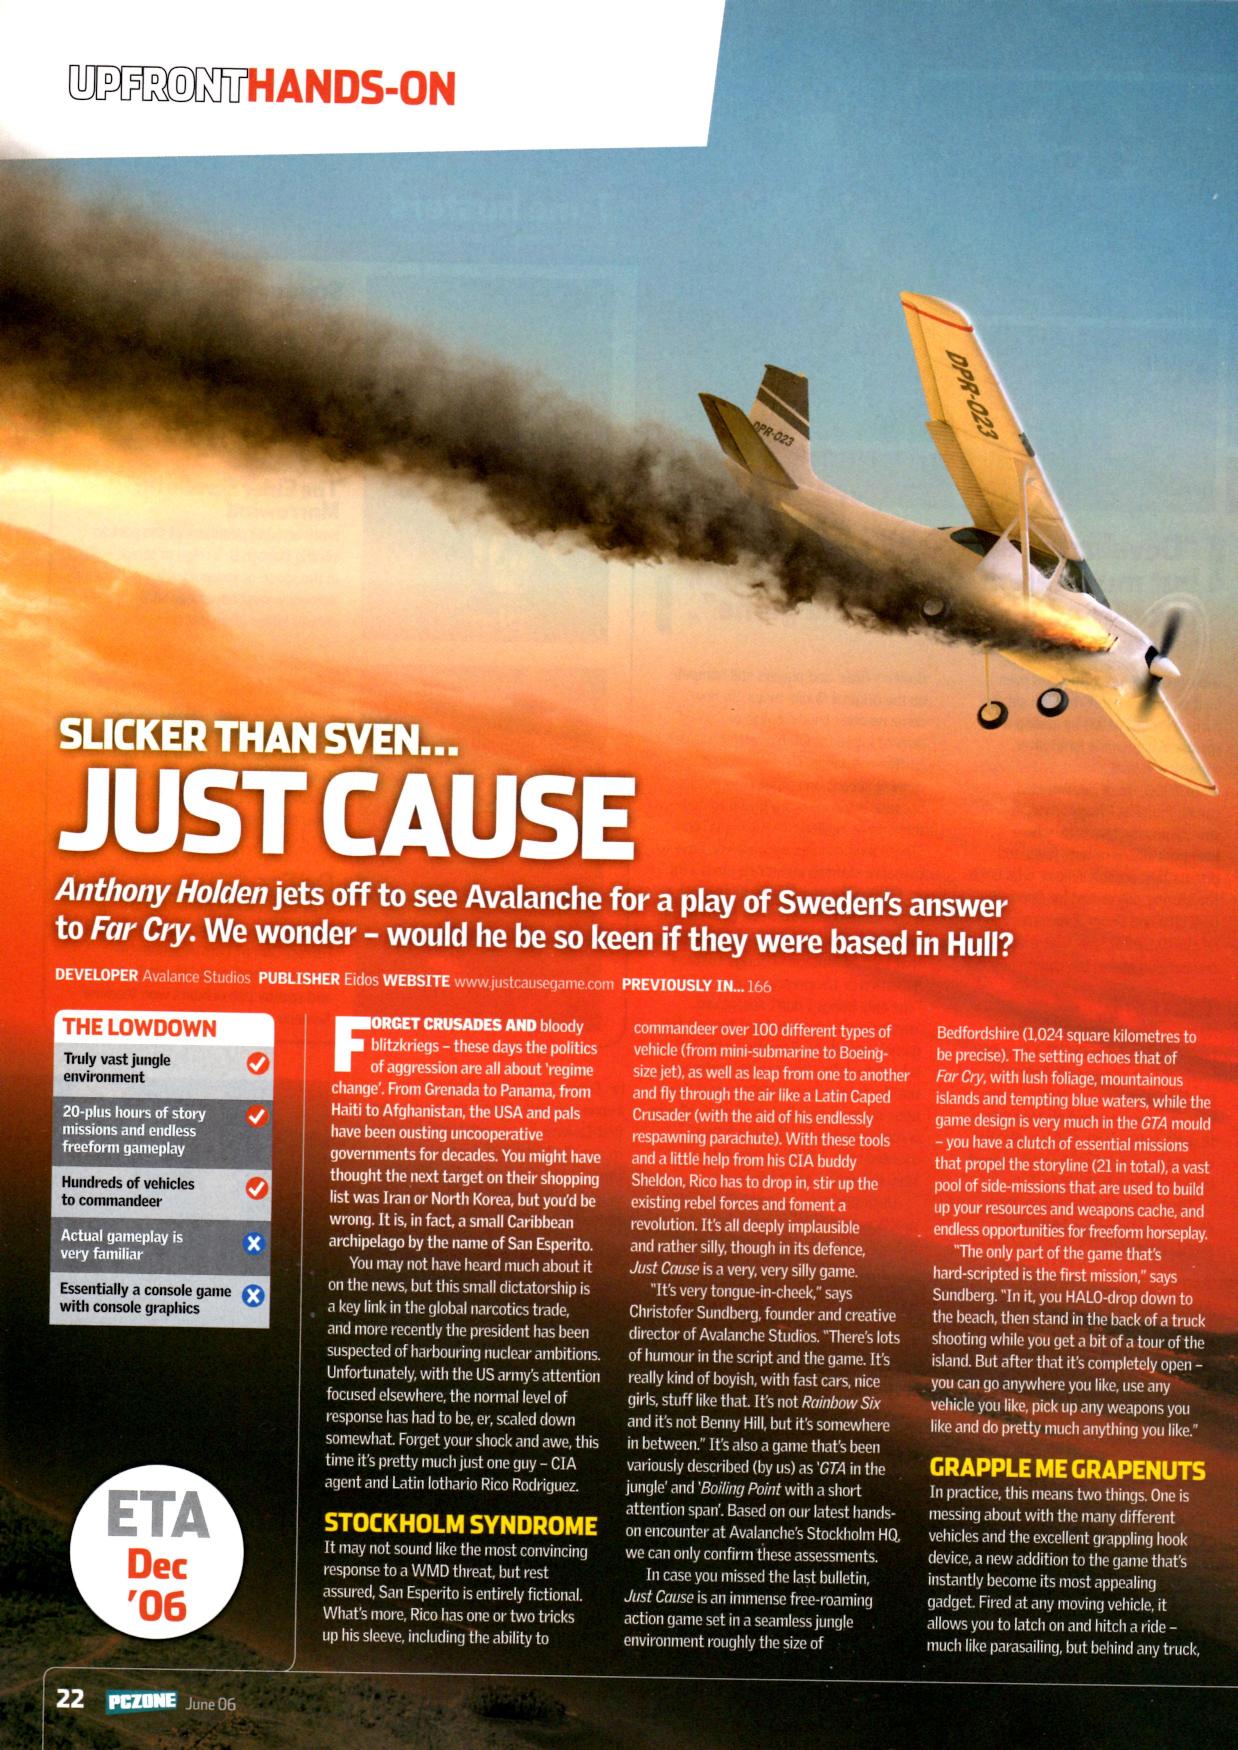 UPFRONTHANDS-ON
DPR-023
DPR-023
SLICKER THAN SVEN...
JUST CAUSE
Anthony Holden jets off to see Avalanche for a play of Sweden's answer
to Far Cry. We wonder – would he be so keen if they were based in Hull?
DEVELOPER Avalance Studios PUBLISHER Eidos WEBSITE www.justcausegame.com PREVIOUSLY IN... 166
THE LOWDOWN
Truly vast jungle
environment
20-plus hours of story
missions and endless
freeform gameplay
Hundreds of vehicles
to commandeer
Actual gameplay is
very familiar
Essentially a console game
with console graphics
ETA
Dec
'06
FORGET CRUSADES AND bloody
blitzkriegs – these days the politics
of aggression are all about 'regime
change'. From Grenada to Panama, from
Haiti to Afghanistan, the USA and pals
have been ousting uncooperative
governments for decades. You might have
thought the next target on their shopping
list was Iran or North Korea, but you'd be
wrong. It is, in fact, a small Caribbean
archipelago by the name of San Esperito.
You may not have heard much about it
on the news, but this small dictatorship is
a key link in the global narcotics trade,
and more recently the president has been
suspected of harbouring nuclear ambitions.
Unfortunately, with the US army's attention
focused elsewhere, the normal level of
response has had to be, er, scaled down
somewhat. Forget your shock and awe, this
time it's pretty much just one guy – CIA
agent and Latin lothario Rico Rodriguez.
STOCKHOLM SYNDROME
It may not sound like the most convincing
response to a WMD threat, but rest
assured, San Esperito is entirely fictional.
What's more, Rico has one or two tricks
up his sleeve, including the ability to
commandeer over 100 different types of
vehicle (from mini-submarine to Boeing-
size jet), as well as leap from one to another
and fly through the air like a Latin Caped
Crusader (with the aid of his endlessly
respawning parachute). With these tools
and a little help from his CIA buddy
Sheldon, Rico has to drop in, stir up the
existing rebel forces and foment a
revolution. It's all deeply implausible
and rather silly, though in its defence,
Just Cause is a very, very silly game.
"It's very tongue-in-cheek," says
Christofer Sundberg, founder and creative
director of Avalanche Studios. "There's lots
of humour in the script and the game. It's
really kind of boyish, with fast cars, nice
girls, stuff like that. It's not Rainbow Six
and it's not Benny Hill, but it's somewhere
in between." It's also a game that's been
variously described (by us) as 'GTA in the
jungle' and 'Boiling Point with a short
attention span'. Based on our latest hands-
on encounter at Avalanche's Stockholm HQ,
we can only confirm these assessments.
In case you missed the last bulletin,
Just Cause is an immense free-roaming
action game set in a seamless jungle
environment roughly the size of
Bedfordshire (1,024 square kilometres to
be precise). The setting echoes that of
Far Cry, with lush foliage, mountainous
islands and tempting blue waters, while the
game design is very much in the GTA mould
– you have a clutch of essential missions
that propel the storyline (21 in total), a vast
pool of side-missions that are used to build
up your resources and weapons cache, and
endless opportunities for freeform horseplay.
"The only part of the game that's
hard-scripted is the first mission," says
Sundberg. "In it, you HALO-drop down to
the beach, then stand in the back of a truck
shooting while you get a bit of a tour of the
island. But after that it's completely open –
you can go anywhere you like, use any
vehicle you like, pick up any weapons you
like and do pretty much anything you like."
GRAPPLE ME GRAPENUTS
In practice, this means two things. One is
messing about with the many different
vehicles and the excellent grappling hook
device, a new addition to the game that's
instantly become its most appealing
gadget. Fired at any moving vehicle, it
allows you to latch on and hitch a ride –
much like parasailing, but behind any truck,
22 PCZONE June 06